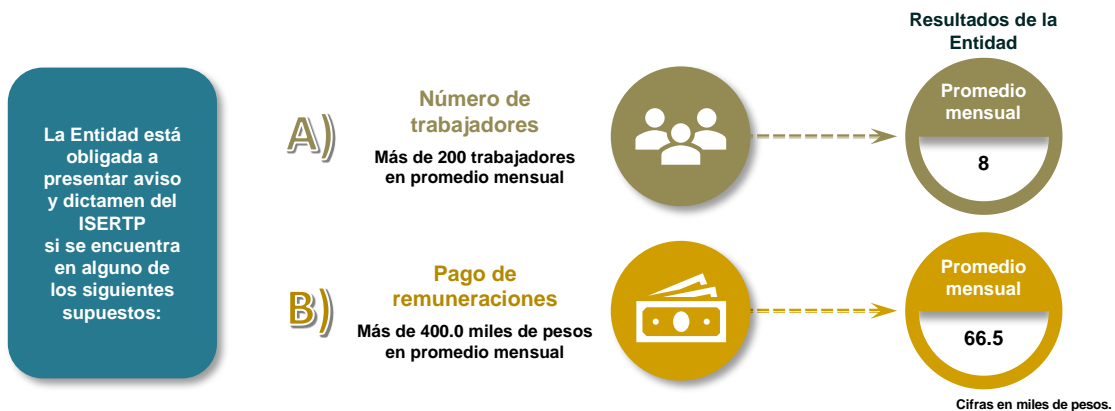 La Entidad está
obligada a
presentar aviso
y dictamen del
ISERTP
si se encuentra
en alguno de
los siguientes
supuestos:
A)
Número de
trabajadores
Más de 200 trabajadores
en promedio mensual
Resultados de la
Entidad
Promedio
mensual
8
B)
Pago de
remuneraciones
Más de 400.0 miles de pesos
en promedio mensual
Promedio
mensual
66.5
Cifras en miles de pesos.